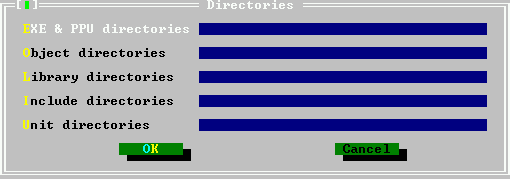 Directories
EXE & PPU directories
Object directories
Library directories
Include directories
Unit directories
OK Cancel